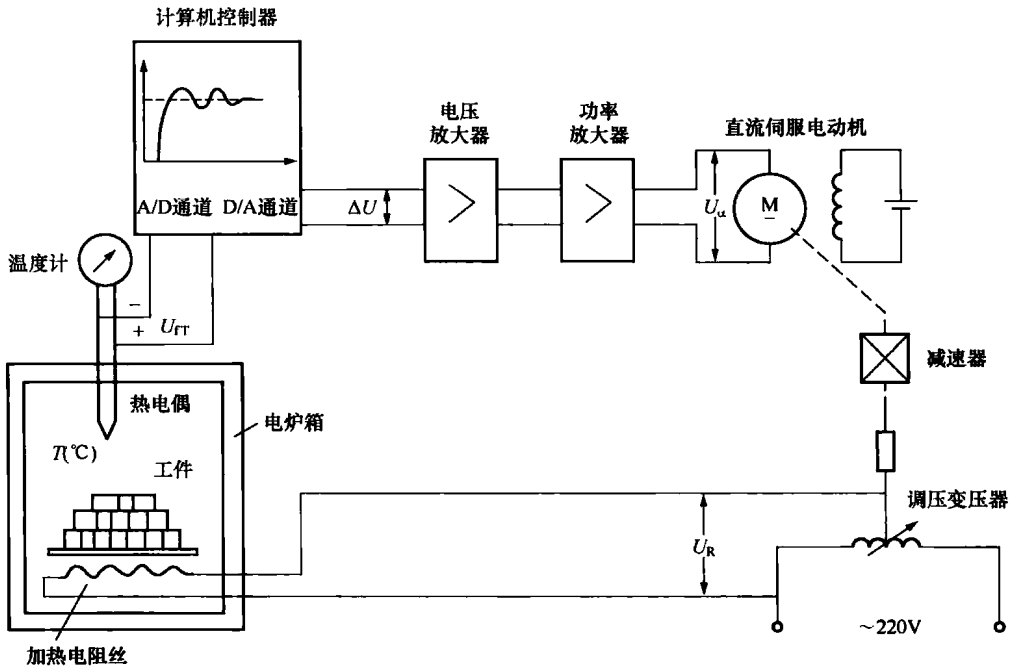 计算机控制器
电压
放大器
功率
放大器
直流伺服电动机
A/D通道 D/A通道
ΔU
Uα
M
温度计
−
+ UfT
减速器
热电偶
电炉箱
T(℃)
工件
调压变压器
UR
～220V
加热电阻丝